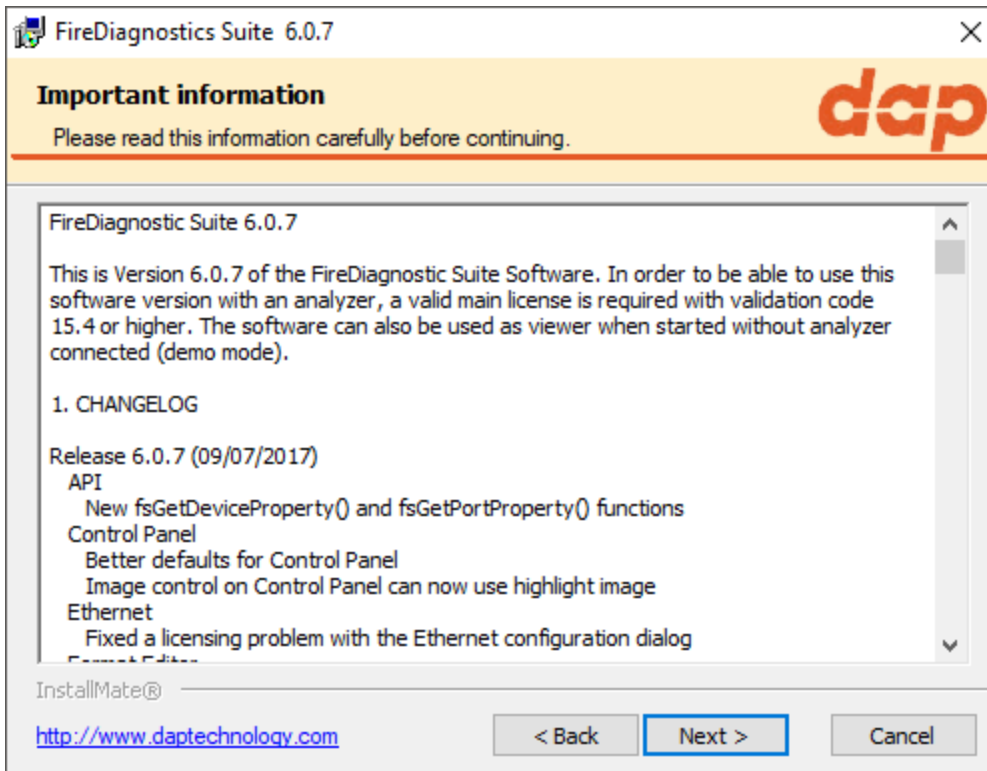 FireDiagnostics Suite 6.0.7
Important information
dap
Please read this information carefully before continuing.
FireDiagnostic Suite 6.0.7
This is Version 6.0.7 of the FireDiagnostic Suite Software. In order to be able to use this
software version with an analyzer, a valid main license is required with validation code
15.4 or higher. The software can also be used as viewer when started without analyzer
connected (demo mode).
1. CHANGELOG
Release 6.0.7 (09/07/2017)
API
New fsGetDeviceProperty() and fsGetPortProperty() functions
Control Panel
Better defaults for Control Panel
Image control on Control Panel can now use highlight image
Ethernet
Fixed a licensing problem with the Ethernet configuration dialog
Format Editor
InstallMate®
http://www.daptechnology.com
< Back
Next >
Cancel